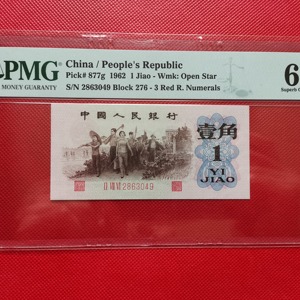 PMG
MONEY GUARANTY
China / People's Republic
Pick# 877g 1962 1 Jiao - Wmk: Open Star
S/N 2863049 Block 276 - 3 Red R. Numerals
6
Superb
中国人民银行
壹角
1
YI
JIAO
2863049